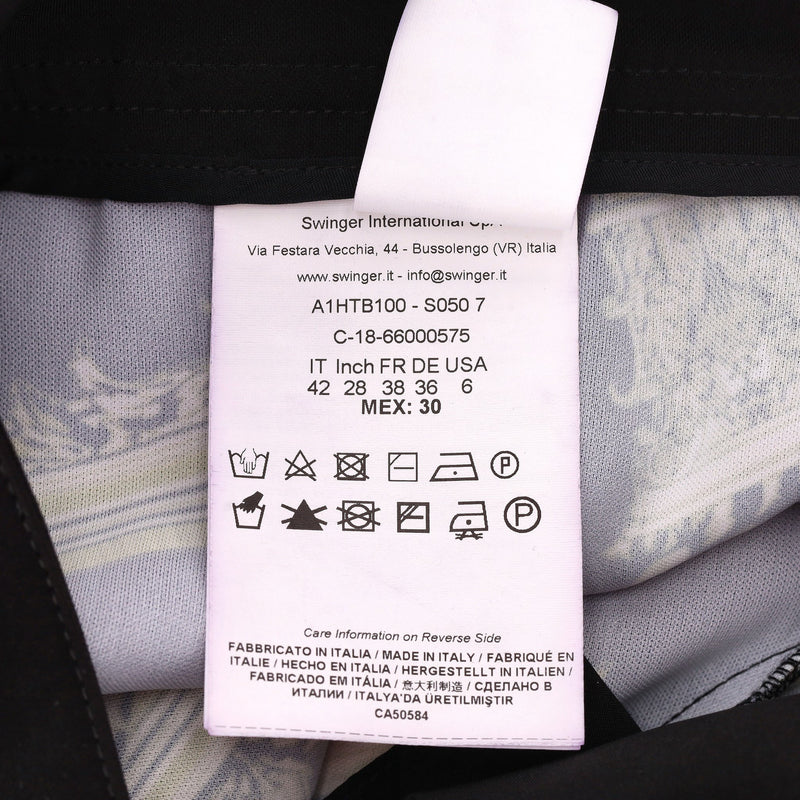 Swinger International SpA
Via Festara Vecchia, 44 - Bussolengo (VR) Italia
www.swinger.it - info@swinger.it
A1HTB100 - S050 7
C-18-66000575
IT Inch FR DE USA
42 28 38 36 6
MEX: 30
P
P
Care Information on Reverse Side
FABBRICATO IN ITALIA / MADE IN ITALY / FABRIQUÉ EN
ITALIE / HECHO EN ITALIA / HERGESTELLT IN ITALIEN /
FABRICADO EM ITÁLIA / 意大利制造 / СДЕЛАНО В
ИТАЛИИ / ITALYA'DA ÜRETILMIŞTIR
CA50584